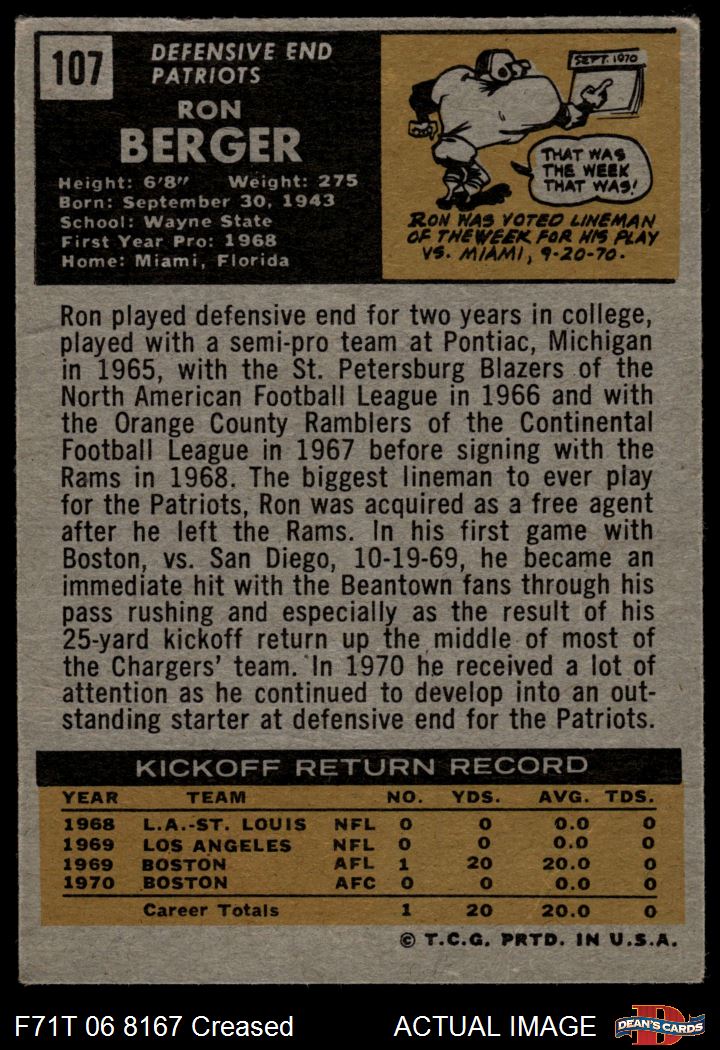 107
DEFENSIVE END
PATRIOTS
RON
BERGER
Height: 6'8" Weight: 275
Born: September 30, 1943
School: Wayne State
First Year Pro: 1968
Home: Miami, Florida
SEPT. 1970
THAT WAS
THE WEEK
THAT WAS!
RON WAS VOTED LINEMAN
OF THE WEEK FOR HIS PLAY
VS. MIAMI, 9-20-70.
Ron played defensive end for two years in college,
played with a semi-pro team at Pontiac, Michigan
in 1965, with the St. Petersburg Blazers of the
North American Football League in 1966 and with
the Orange County Ramblers of the Continental
Football League in 1967 before signing with the
Rams in 1968. The biggest lineman to ever play
for the Patriots, Ron was acquired as a free agent
after he left the Rams. In his first game with
Boston, vs. San Diego, 10-19-69, he became an
immediate hit with the Beantown fans through his
pass rushing and especially as the result of his
25-yard kickoff return up the middle of most of
the Chargers' team. In 1970 he received a lot of
attention as he continued to develop into an out-
standing starter at defensive end for the Patriots.
KICKOFF RETURN RECORD
YEAR TEAM NO. YDS. AVG. TDS.
1968 L.A.-ST. LOUIS NFL 0 0 0.0 0
1969 LOS ANGELES NFL 0 0 0.0 0
1969 BOSTON AFL 1 20 20.0 0
1970 BOSTON AFC 0 0 0.0 0
Career Totals 1 20 20.0 0
© T.C.G. PRTD. IN U.S.A.
F71T 06 8167 Creased ACTUAL IMAGE
D
DEAN'S CARDS